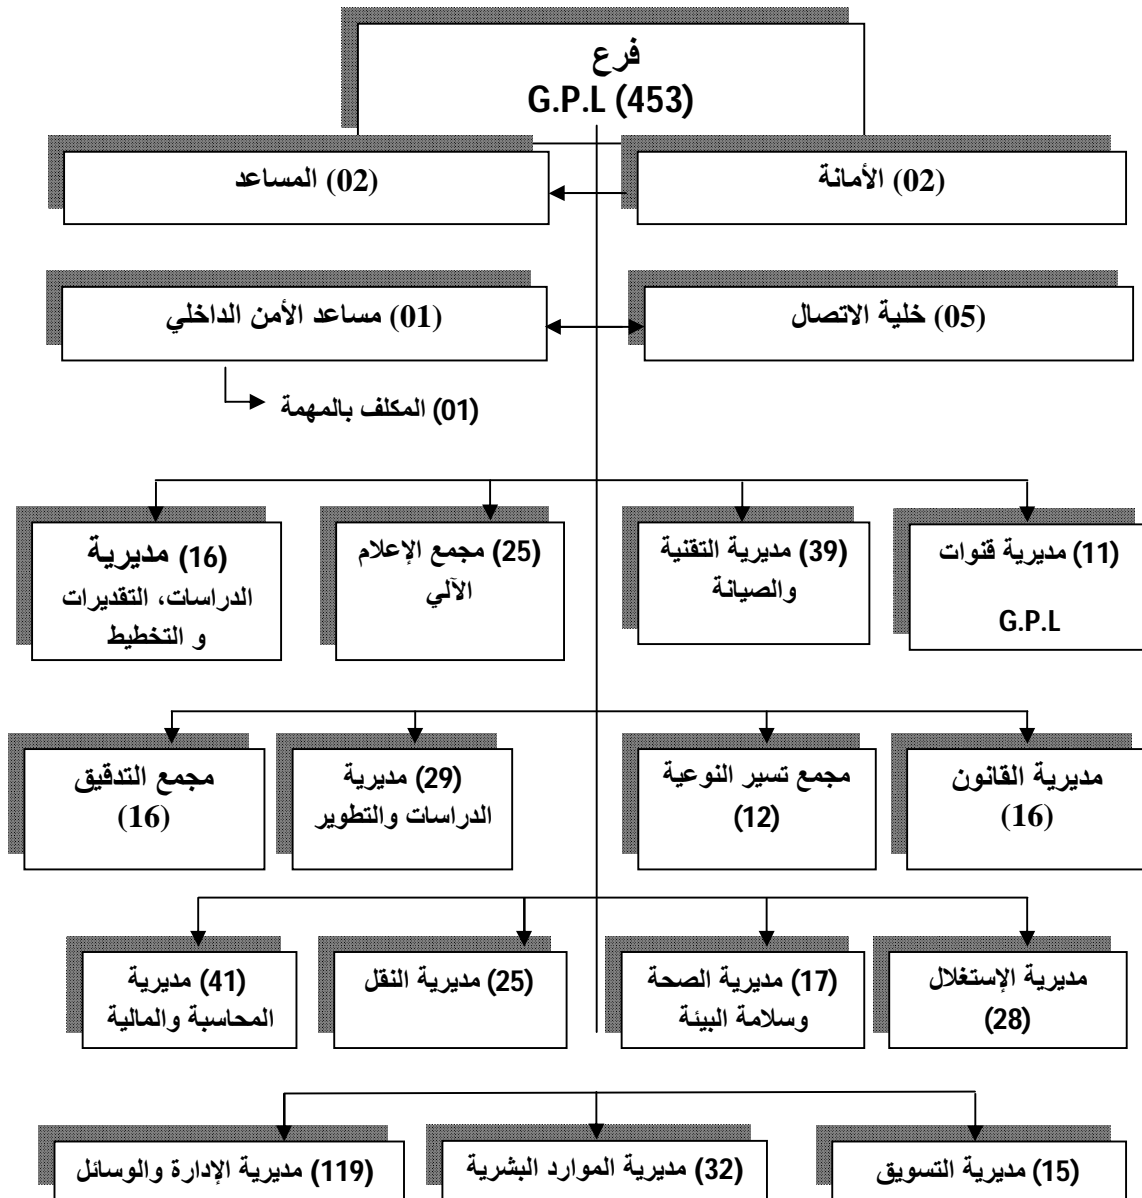 فرع
G.P.L (453)
(02) الأمانة
(02) المساعد
(05) خلية الاتصال
(01) مساعد الأمن الداخلي
(01) المكلف بالمهمة
(11) مديرية قنوات
G.P.L
(39) مديرية التقنية
والصيانة
(25) مجمع الإعلام
الآلي
(16) مديرية
الدراسات، التقديرات
و التخطيط
مديرية القانون
(16)
مجمع تسير النوعية
(12)
(29) مديرية
الدراسات والتطوير
مجمع التدقيق
(16)
مديرية الإستغلال
(28)
(17) مديرية الصحة
وسلامة البيئة
(25) مديرية النقل
(41) مديرية
المحاسبة والمالية
(15) مديرية التسويق
(32) مديرية الموارد البشرية
(119) مديرية الإدارة والوسائل